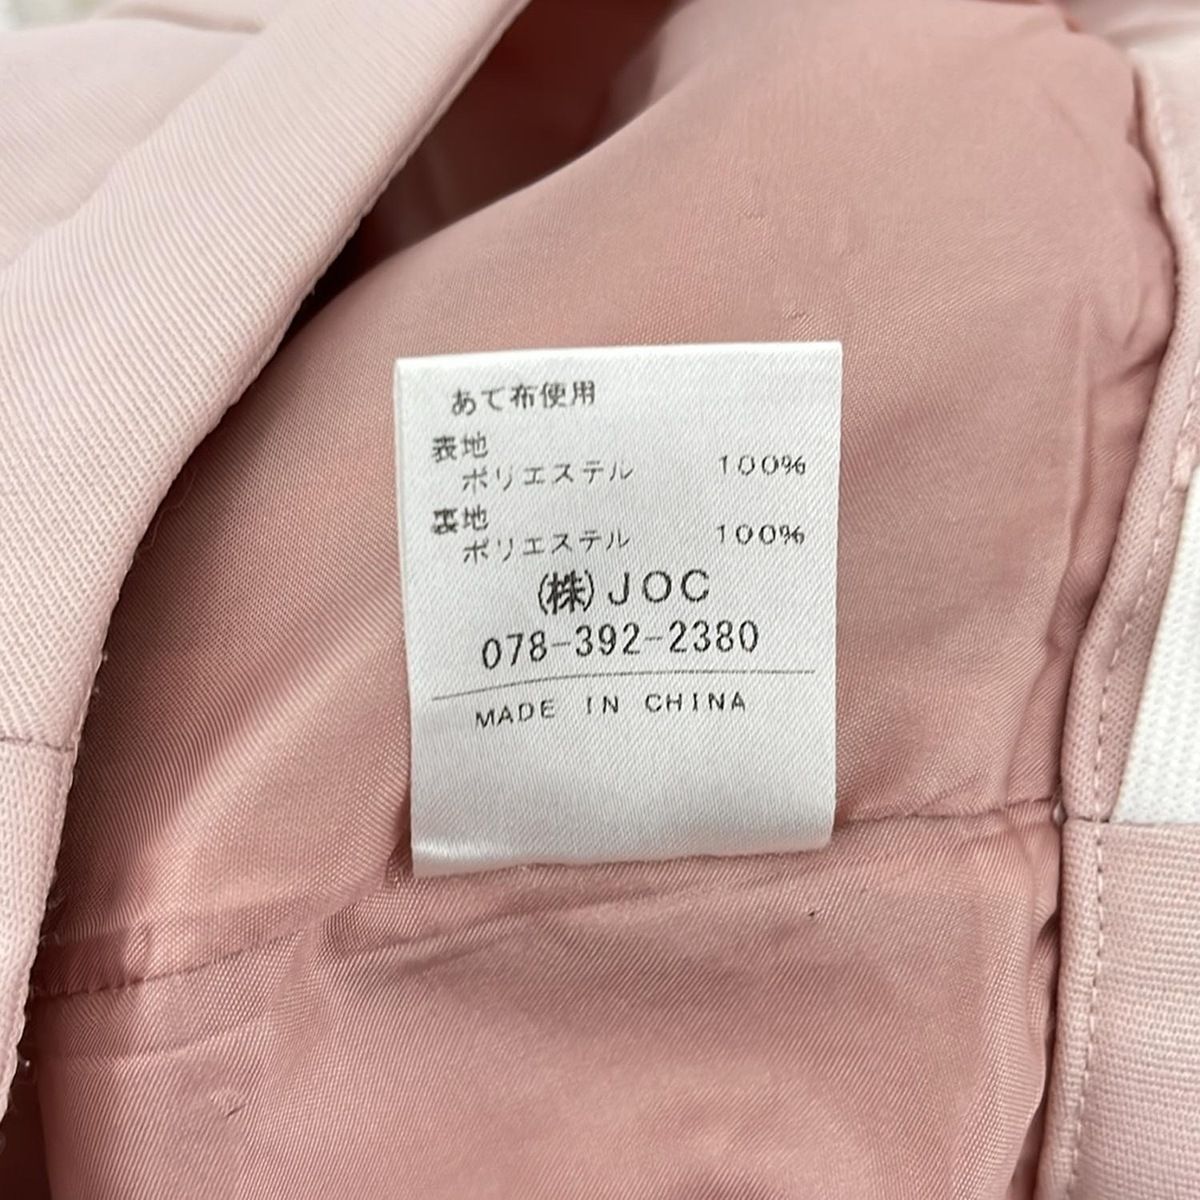 あて布使用
表地
ポリエステル 100%
裏地
ポリエステル 100%
(株)JOC
078-392-2380
MADE IN CHINA